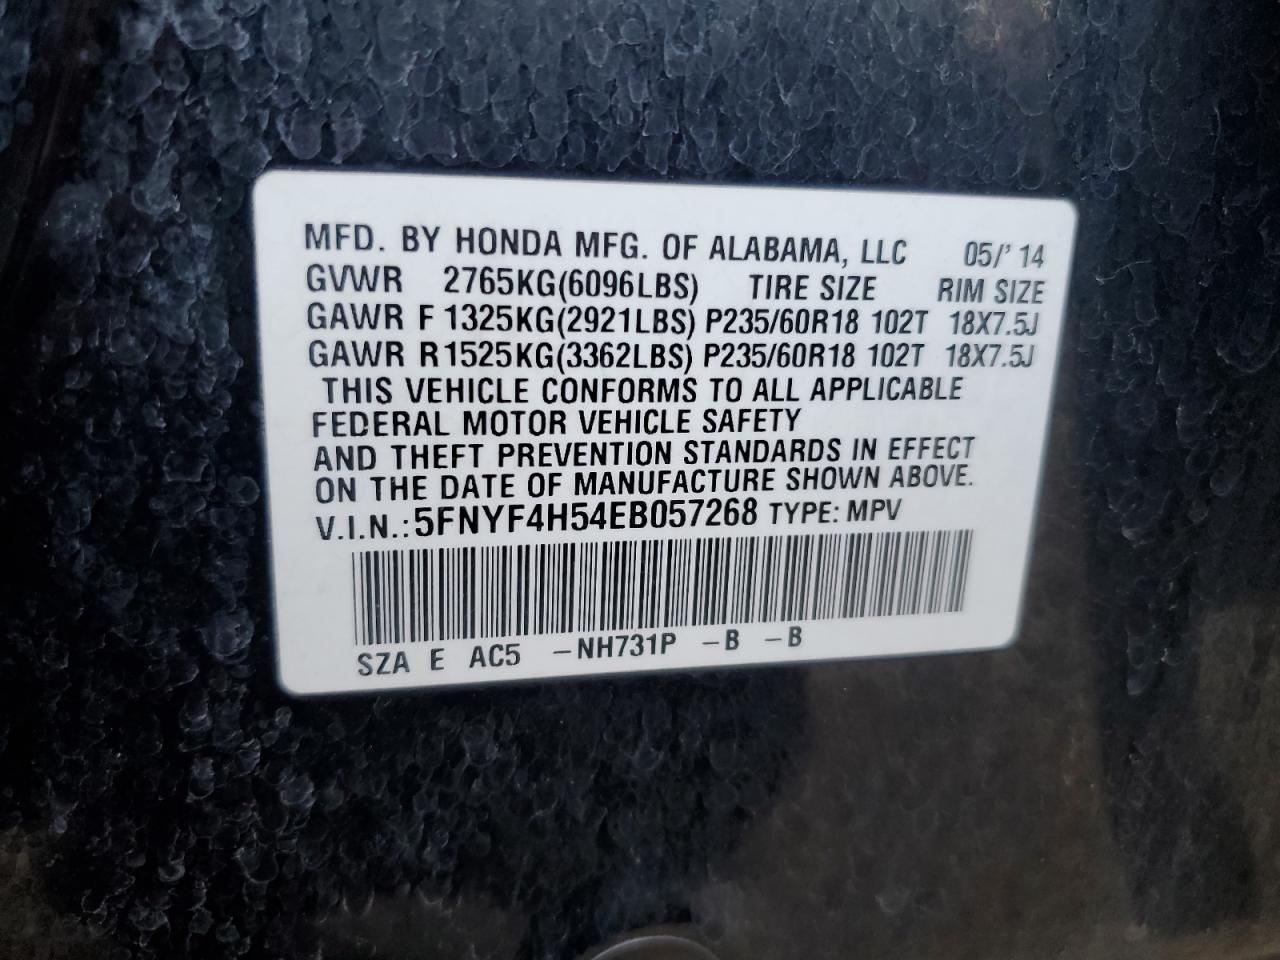 MFD. BY HONDA MFG. OF ALABAMA, LLC 05/'14
GVWR 2765KG(6096LBS) TIRE SIZE RIM SIZE
GAWR F 1325KG(2921LBS) P235/60R18 102T 18X7.5J
GAWR R1525KG(3362LBS) P235/60R18 102T 18X7.5J
THIS VEHICLE CONFORMS TO ALL APPLICABLE
FEDERAL MOTOR VEHICLE SAFETY
AND THEFT PREVENTION STANDARDS IN EFFECT
ON THE DATE OF MANUFACTURE SHOWN ABOVE.
V.I.N.: 5FNYF4H54EB057268 TYPE: MPV
SZA E AC5 -NH731P -B -B